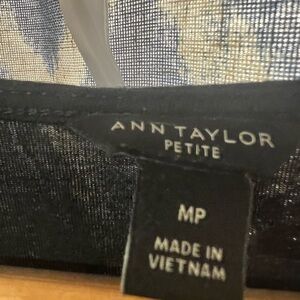 ANN TAYLOR
PETITE
MP
MADE IN
VIETNAM